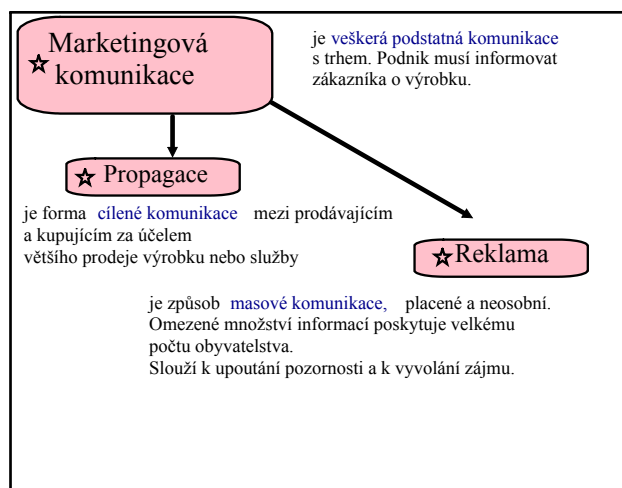 Marketingová
komunikace
je veškerá podstatná komunikace
s trhem. Podnik musí informovat
zákazníka o výrobku.
Propagace
je forma cílené komunikace mezi prodávajícím
a kupujícím za účelem
většího prodeje výrobku nebo služby
Reklama
je způsob masové komunikace, placené a neosobní.
Omezené množství informací poskytuje velkému
počtu obyvatelstva.
Slouží k upoutání pozornosti a k vyvolání zájmu.